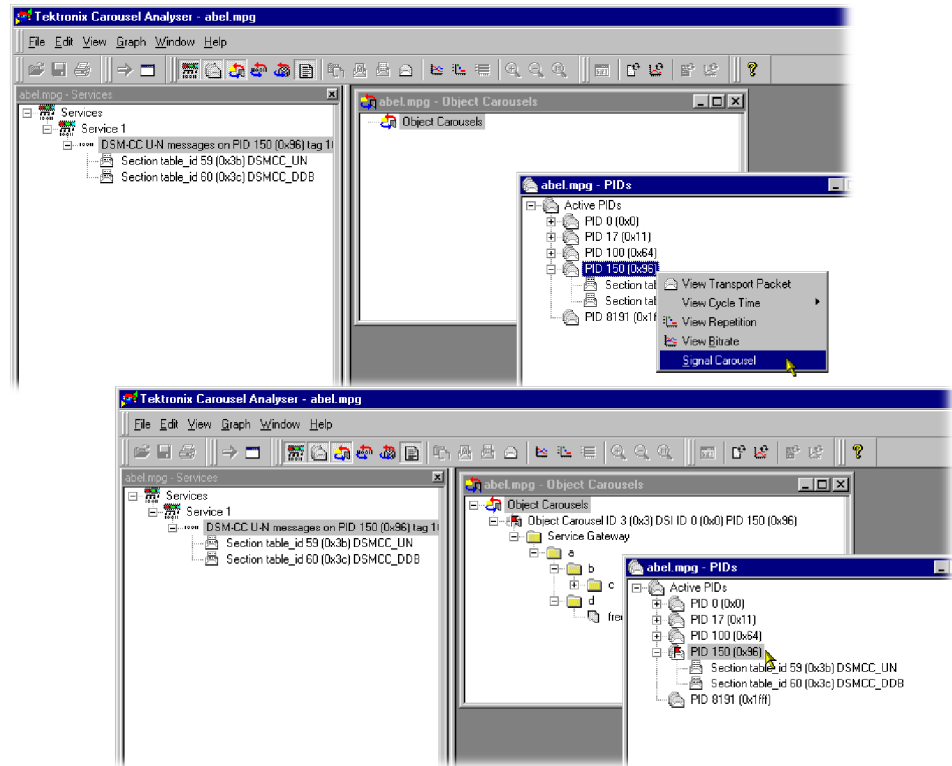 Tektronix Carousel Analyser - abel.mpg
File Edit View Graph Window Help
abel.mpg - Services
Services
Service 1
DSM-CC U-N messages on PID 150 (0x96) tag
Section table_id 59 (0x3b) DSMCC_UN
Section table_id 60 (0x3c) DSMCC_DDB
abel.mpg - Object Carousels
Object Carousels
abel.mpg - PIDs
Active PIDs
PID 0 (0x0)
PID 17 (0x11)
PID 100 (0x64)
PID 150 (0x96)
Section
Section
PID 8191
View Transport Packet
View Cycle Time
View Repetition
View Bitrate
Signal Carousel
Tektronix Carousel Analyser - abel.mpg
File Edit View Graph Window Help
abel.mpg - Services
Services
Service 1
DSM-CC U-N messages on PID 150 (0x96) tag
Section table_id 59 (0x3b) DSMCC_UN
Section table_id 60 (0x3c) DSMCC_DDB
abel.mpg - Object Carousels
Object Carousels
Object Carousel ID 3 (0x3) DSI ID 0 (0x0) PID 150 (0x96)
Service Gateway
a
b
c
d
abel.mpg - PIDs
Active PIDs
PID 0 (0x0)
PID 17 (0x11)
PID 100 (0x64)
PID 150 (0x96)
Section table_id 59 (0x3b) DSMCC_UN
Section table_id 60 (0x3c) DSMCC_DDB
PID 8191 (0x1fff)